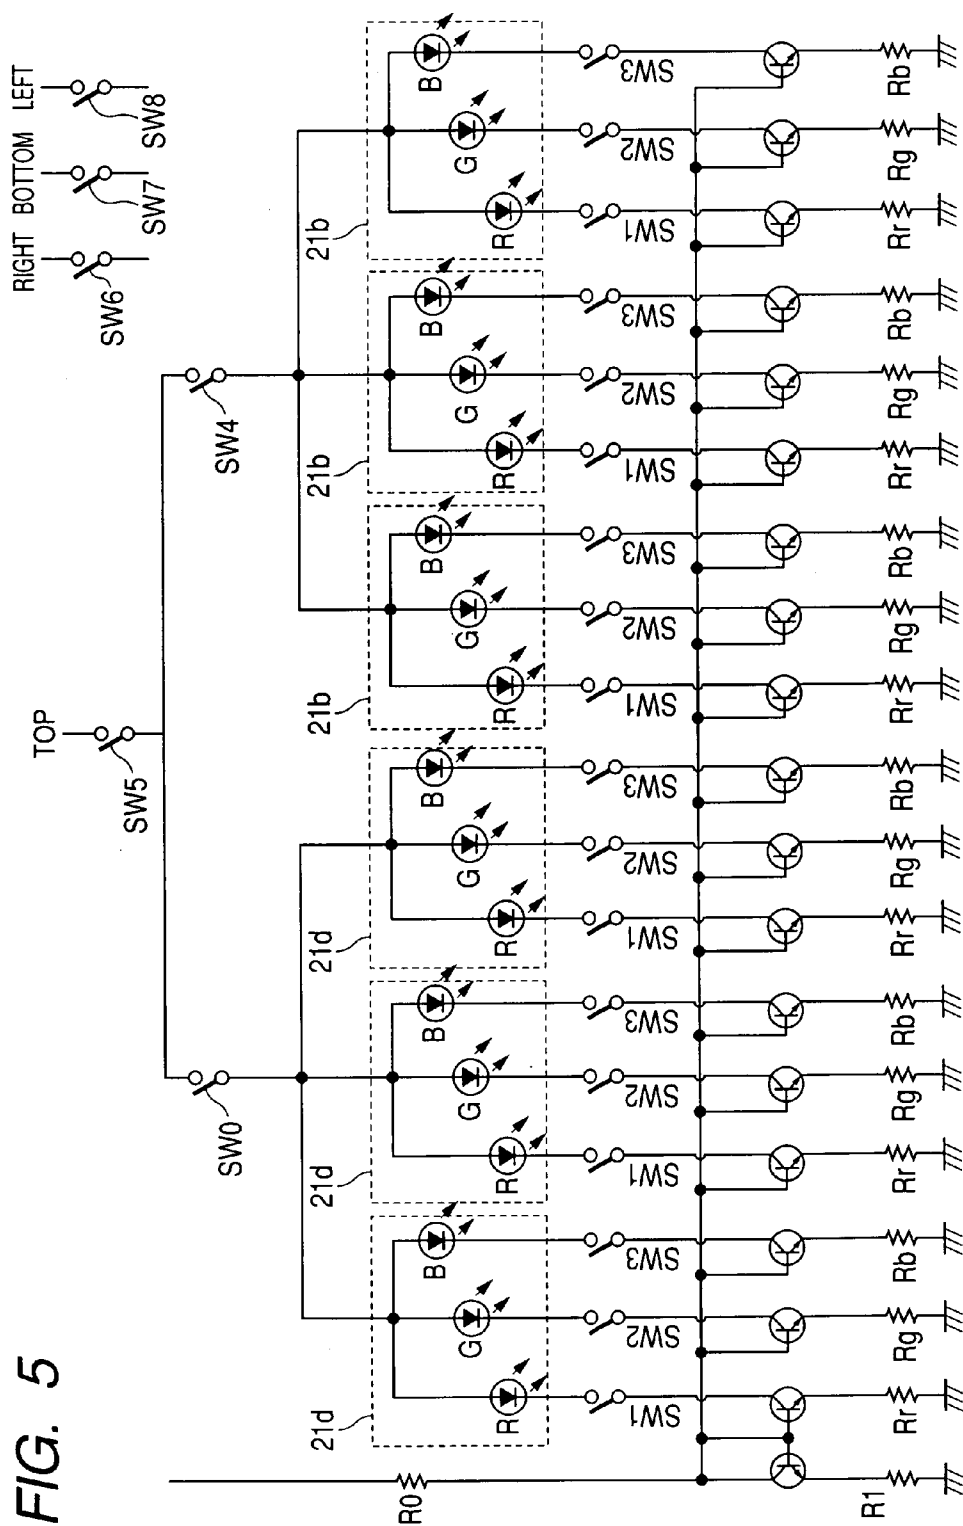 FIG. 5
RIGHT BOTTOM LEFT
TOP
SW6 SW7 SW8
SW5
SW0 SW4
21d 21d 21d 21b 21b 21b
R0
B B B B B B
G G G G G G
R R R R R R
SW1 SW2 SW3 SW1 SW2 SW3 SW1 SW2 SW3 SW1 SW2 SW3 SW1 SW2 SW3 SW1 SW2 SW3
R1 Rr Rg Rb Rr Rg Rb Rr Rg Rb Rr Rg Rb Rr Rg Rb Rr Rg Rb